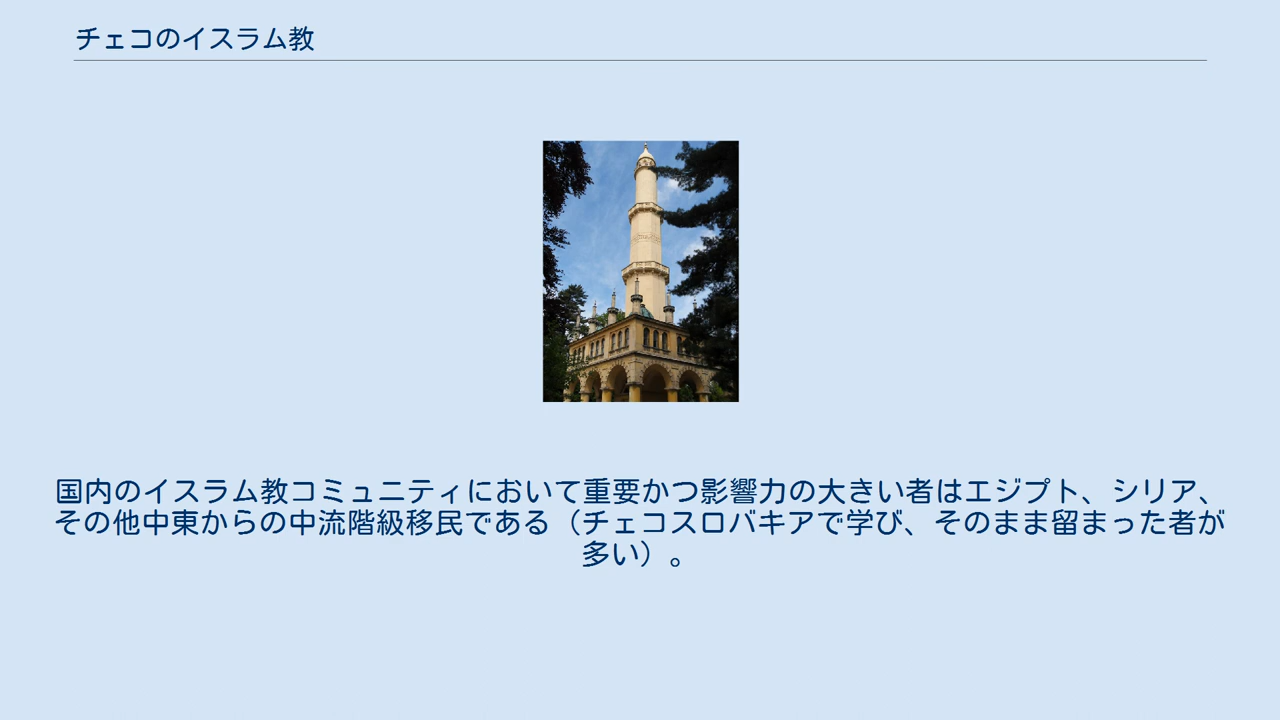 チェコのイスラム教
国内のイスラム教コミュニティにおいて重要かつ影響力の大きい者はエジプト、シリア、
その他中東からの中流階級移民である（チェコスロバキアで学び、そのまま留まった者が
多い）。